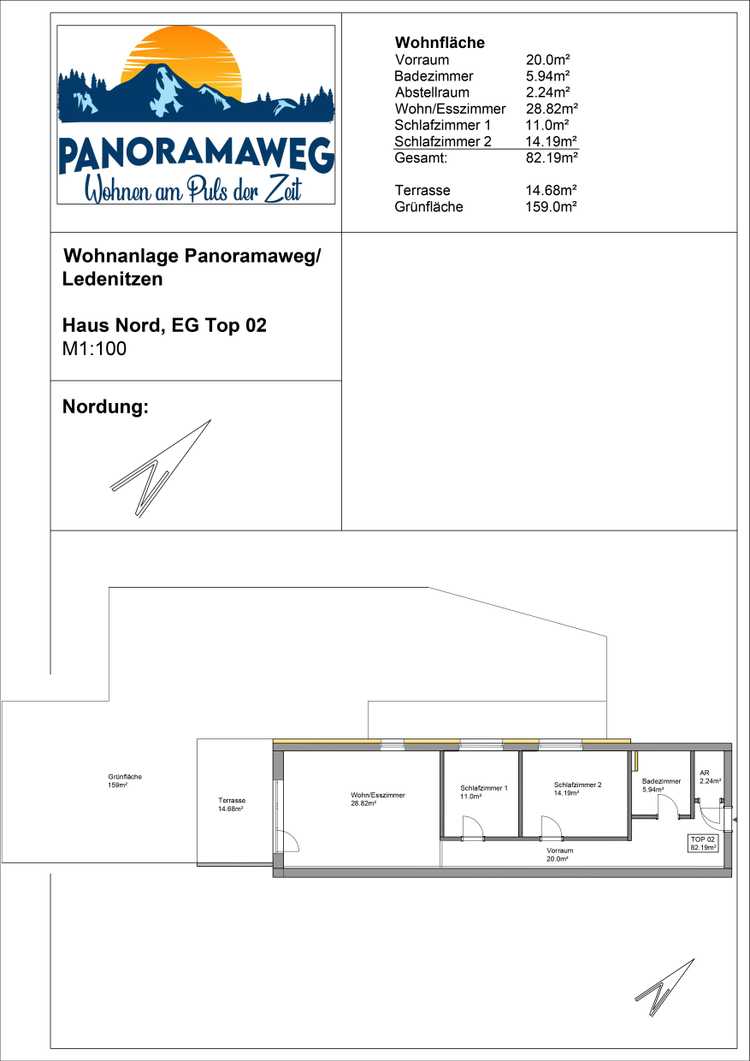 PANORAMAWEG
Wohnen am Puls der Zeit
Wohnfläche
Vorraum 20.0m²
Badezimmer 5.94m²
Abstellraum 2.24m²
Wohn/Esszimmer 28.82m²
Schlafzimmer 1 11.0m²
Schlafzimmer 2 14.19m²
Gesamt: 82.19m²
Terrasse 14.68m²
Grünfläche 159.0m²
Wohnanlage Panoramaweg/
Ledenitzen
Haus Nord, EG Top 02
M1:100
Nordung:
N
Grünfläche
159m²
Terrasse
14.68m²
Wohn/Esszimmer
28.82m²
Schlafzimmer 1
11.0m²
Schlafzimmer 2
14.19m²
Badezimmer
5.94m²
AR
2.24m²
Vorraum
20.0m²
TOP 02
82.19m²
N